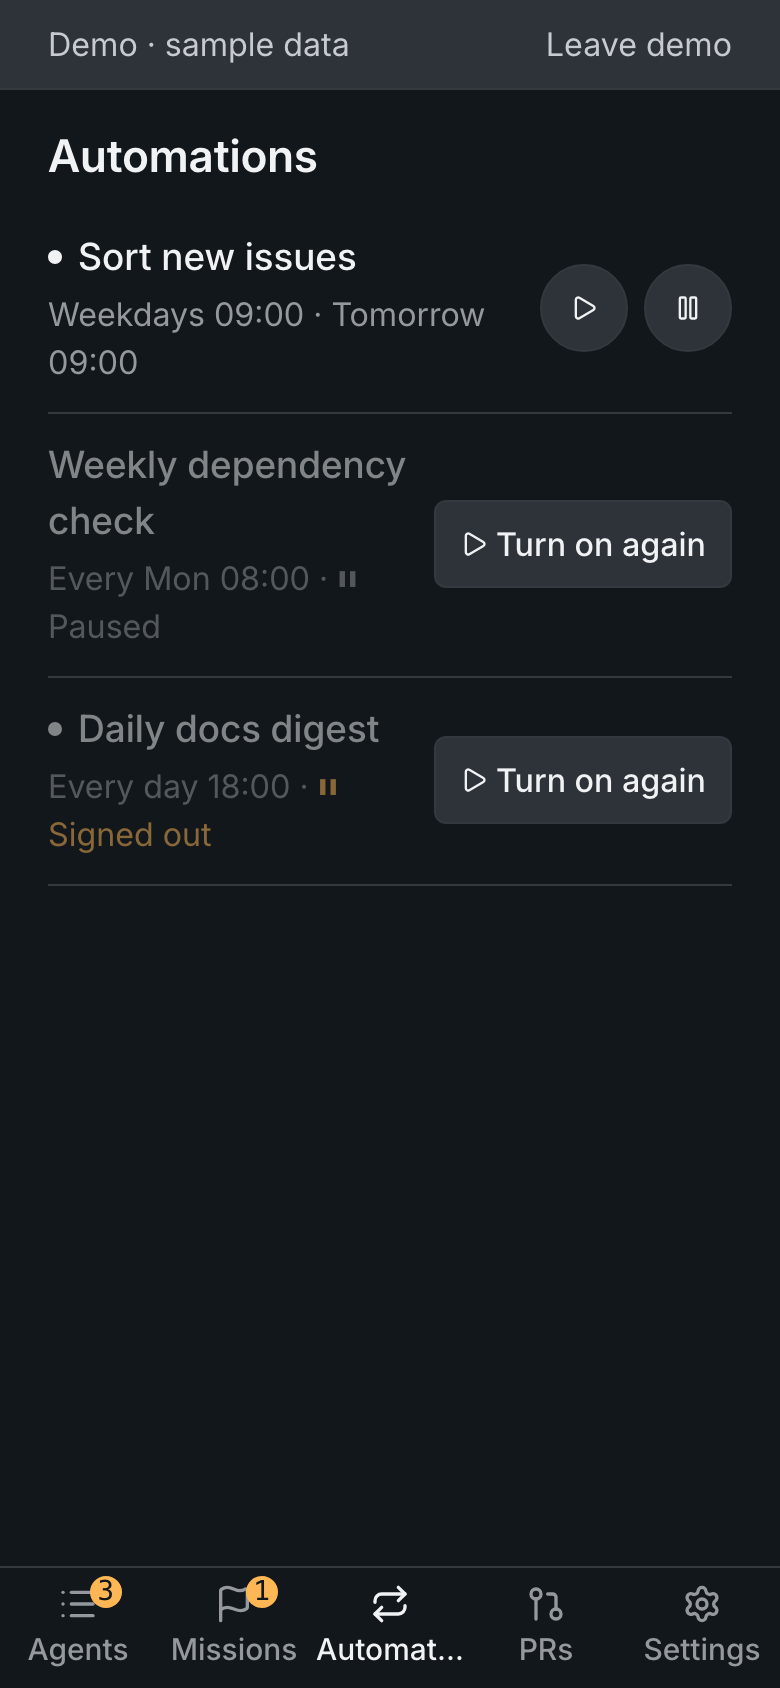 Demo · sample data
Leave demo
Automations
Sort new issues
Weekdays 09:00 · Tomorrow
09:00
Weekly dependency
check
Every Mon 08:00 ·
Paused
Turn on again
Daily docs digest
Every day 18:00 ·
Signed out
Turn on again
3
1
Agents
Missions
Automat...
PRs
Settings